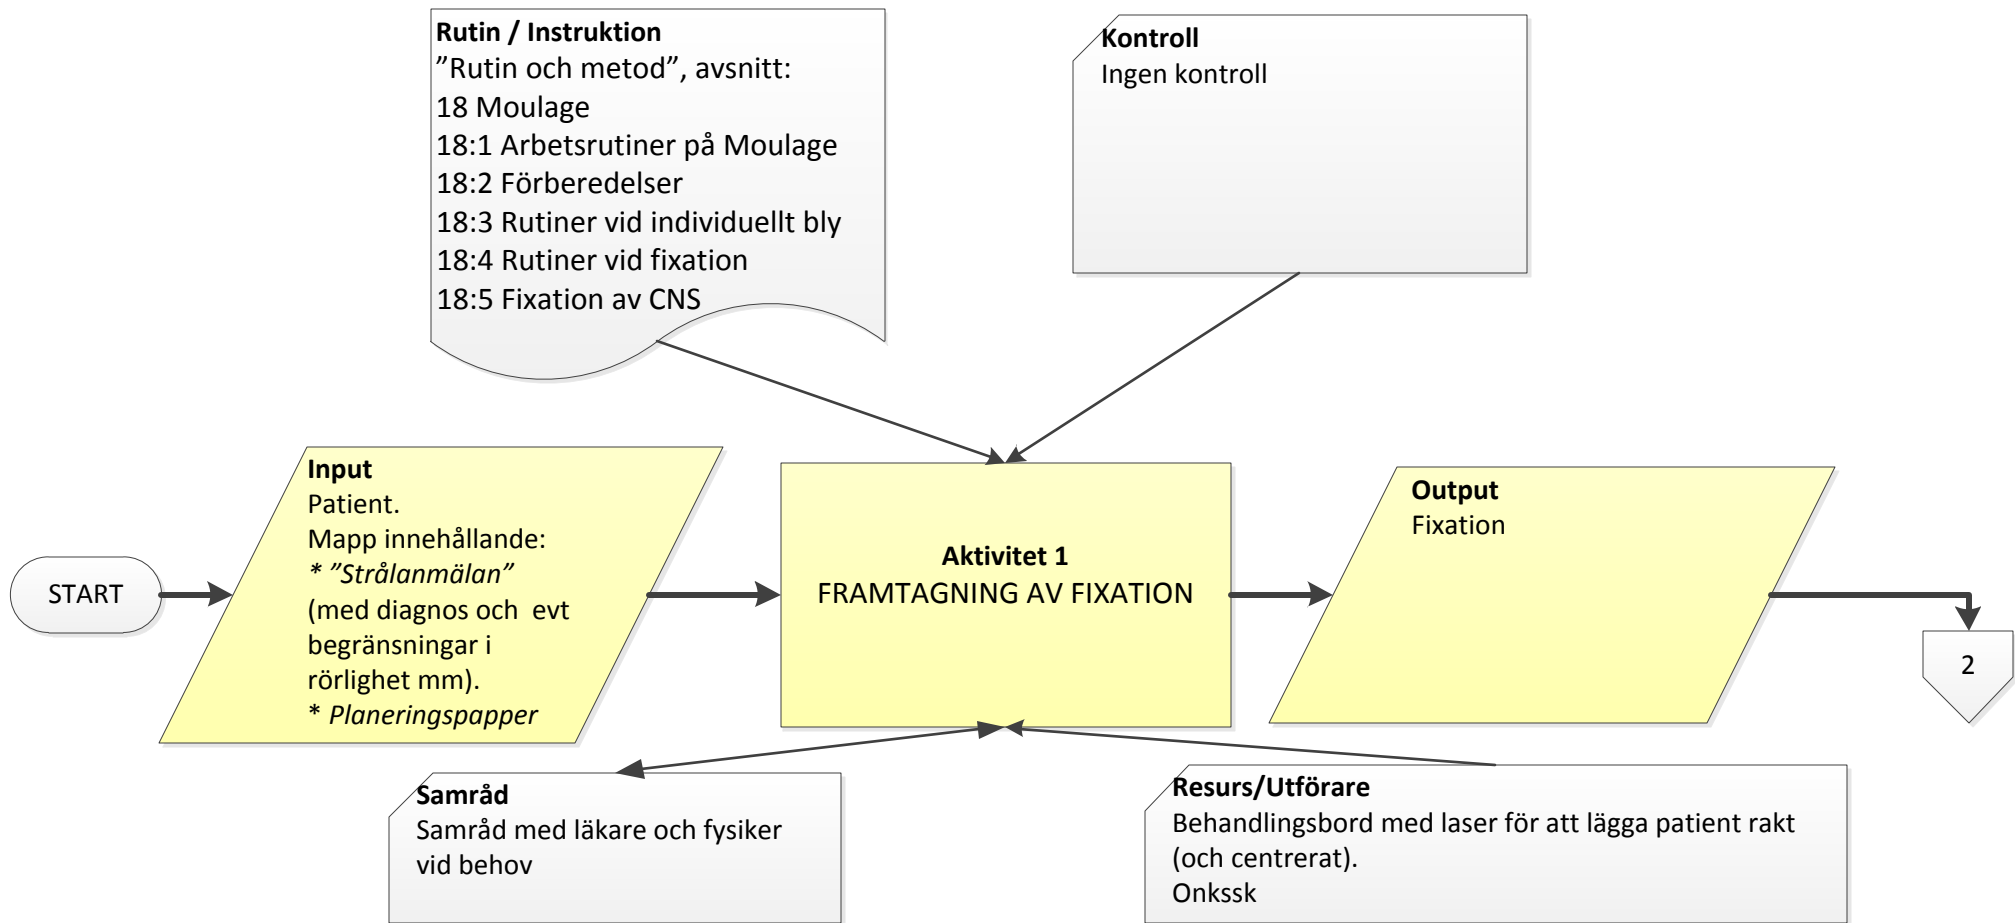 Rutin / Instruktion
”Rutin och metod”, avsnitt:
18 Moulage
18:1 Arbetsrutiner på Moulage
18:2 Förberedelser
18:3 Rutiner vid individuellt bly
18:4 Rutiner vid fixation
18:5 Fixation av CNS
Kontroll
Ingen kontroll
START
Input
Patient.
Mapp innehållande:
* ”Strålanmälan”
(med diagnos och evt
begränsningar i
rörlighet mm).
* Planeringspapper
Aktivitet 1
FRAMTAGNING AV FIXATION
Output
Fixation
2
Samråd
Samråd med läkare och fysiker
vid behov
Resurs/Utförare
Behandlingsbord med laser för att lägga patient rakt
(och centrerat).
Onkssk